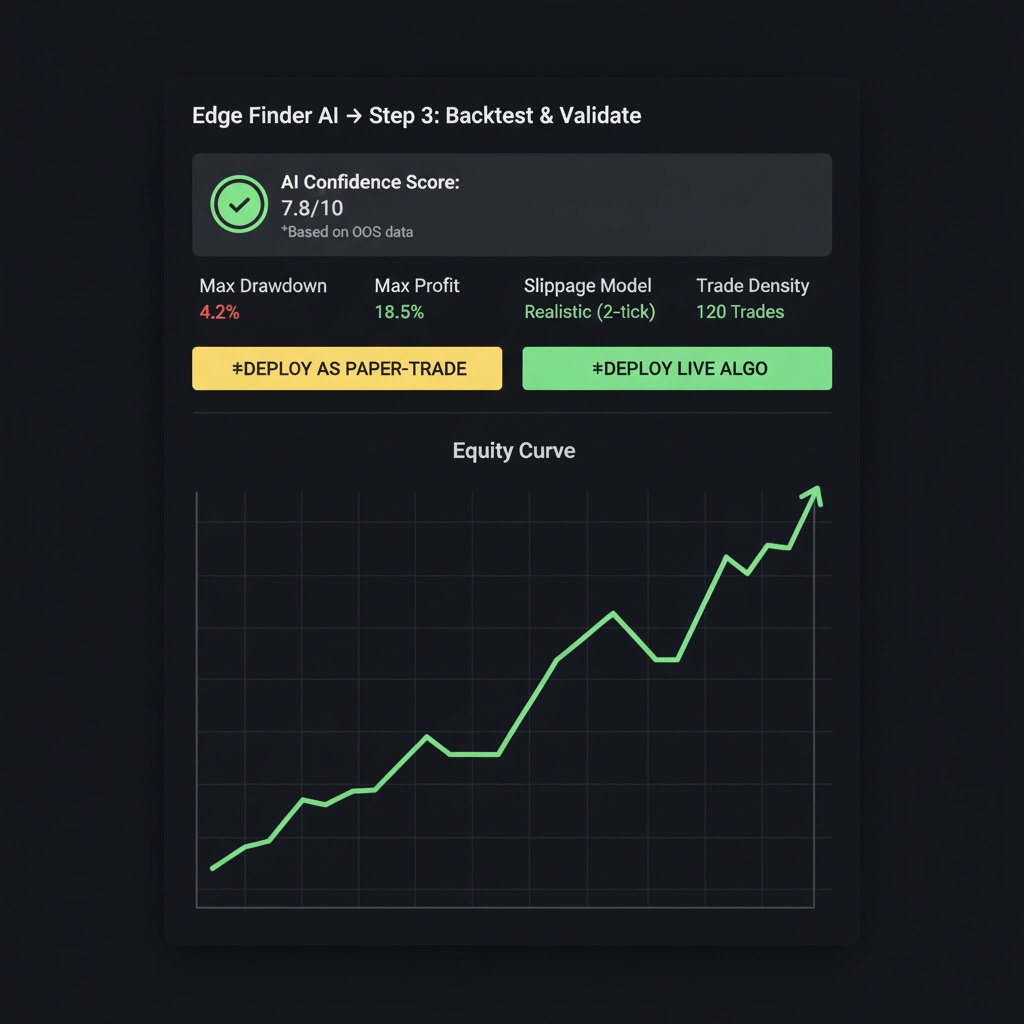 Edge Finder AI → Step 3: Backtest & Validate
AI Confidence Score:
7.8/10
*Based on OOS data
Max Drawdown
4.2%
Max Profit
18.5%
Slippage Model
Realistic (2-tick)
Trade Density
120 Trades
⧧DEPLOY AS PAPER-TRADE
⧧DEPLOY LIVE ALGO
Equity Curve